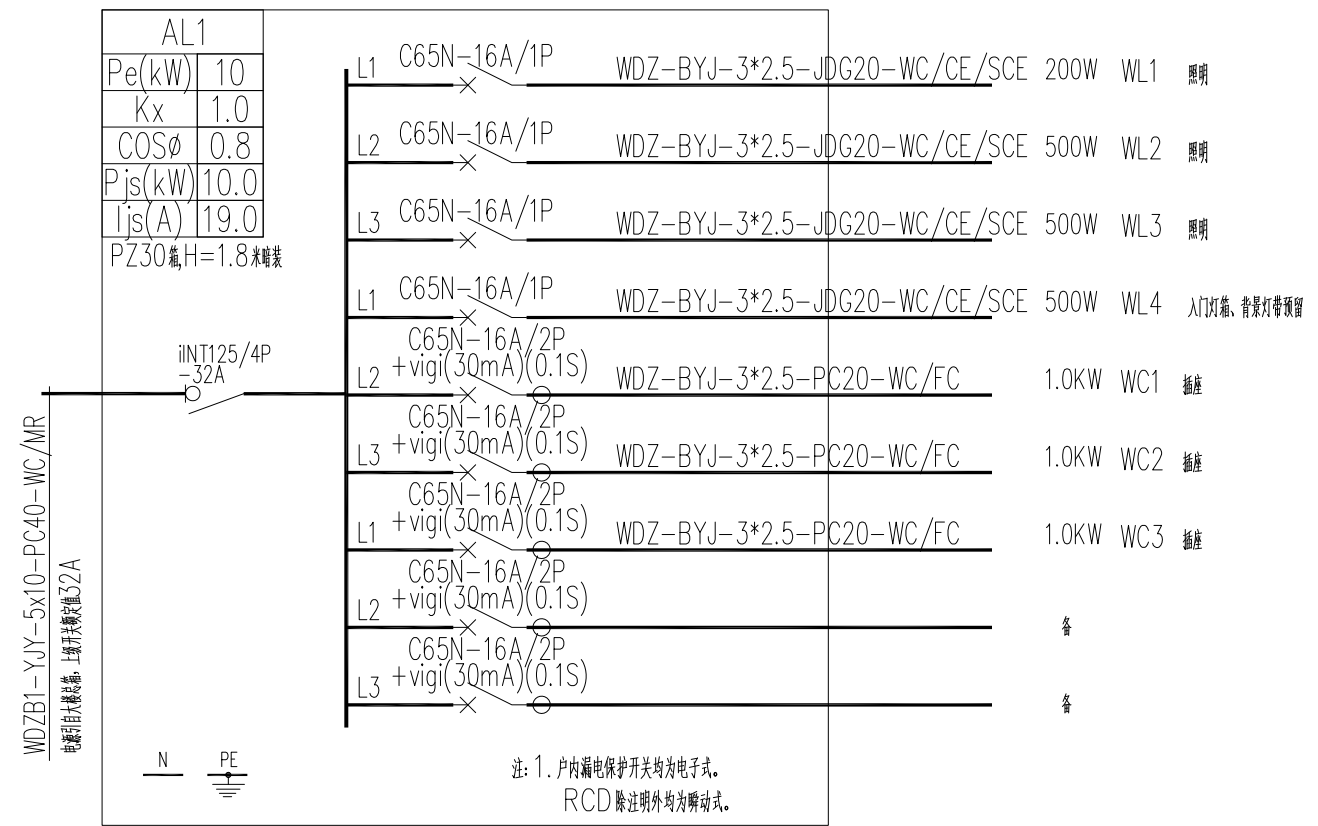 AL1
Pe(kW) 10
Kx 1.0
COSø 0.8
Pjs(kW) 10.0
Ijs(A) 19.0
PZ30箱,H=1.8米暗装
L1 C65N-16A/1P WDZ-BYJ-3*2.5-JDG20-WC/CE/SCE 200W WL1 照明
L2 C65N-16A/1P WDZ-BYJ-3*2.5-JDG20-WC/CE/SCE 500W WL2 照明
L3 C65N-16A/1P WDZ-BYJ-3*2.5-JDG20-WC/CE/SCE 500W WL3 照明
L1 C65N-16A/1P WDZ-BYJ-3*2.5-JDG20-WC/CE/SCE 500W WL4 入门灯箱、背景灯带预留
iINT125/4P
-32A
C65N-16A/2P
L2 +vigi(30mA)(0.1S) WDZ-BYJ-3*2.5-PC20-WC/FC 1.0KW WC1 插座
C65N-16A/2P
L3 +vigi(30mA)(0.1S) WDZ-BYJ-3*2.5-PC20-WC/FC 1.0KW WC2 插座
C65N-16A/2P
L1 +vigi(30mA)(0.1S) WDZ-BYJ-3*2.5-PC20-WC/FC 1.0KW WC3 插座
C65N-16A/2P
L2 +vigi(30mA)(0.1S) 备
C65N-16A/2P
L3 +vigi(30mA)(0.1S) 备
WDZB1-YJY-5x10-PC40-WC/MR
电源引自大楼总箱，上级开关额定值32A
N PE
注:1.户内漏电保护开关均为电子式。
RCD除注明外均为瞬动式。